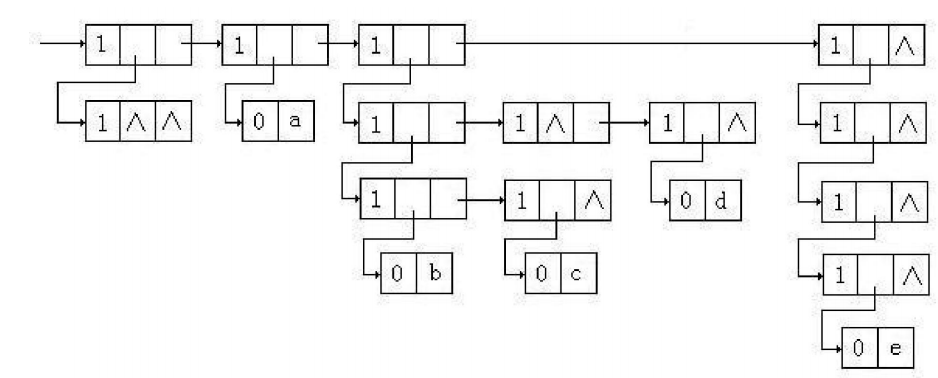 1 1 1 1 ∧
1 ∧ ∧ 0 a 1 1 ∧ 1 ∧ 1 ∧
1 1 ∧ 0 d 1 ∧
0 b 0 c 1 ∧
0 e